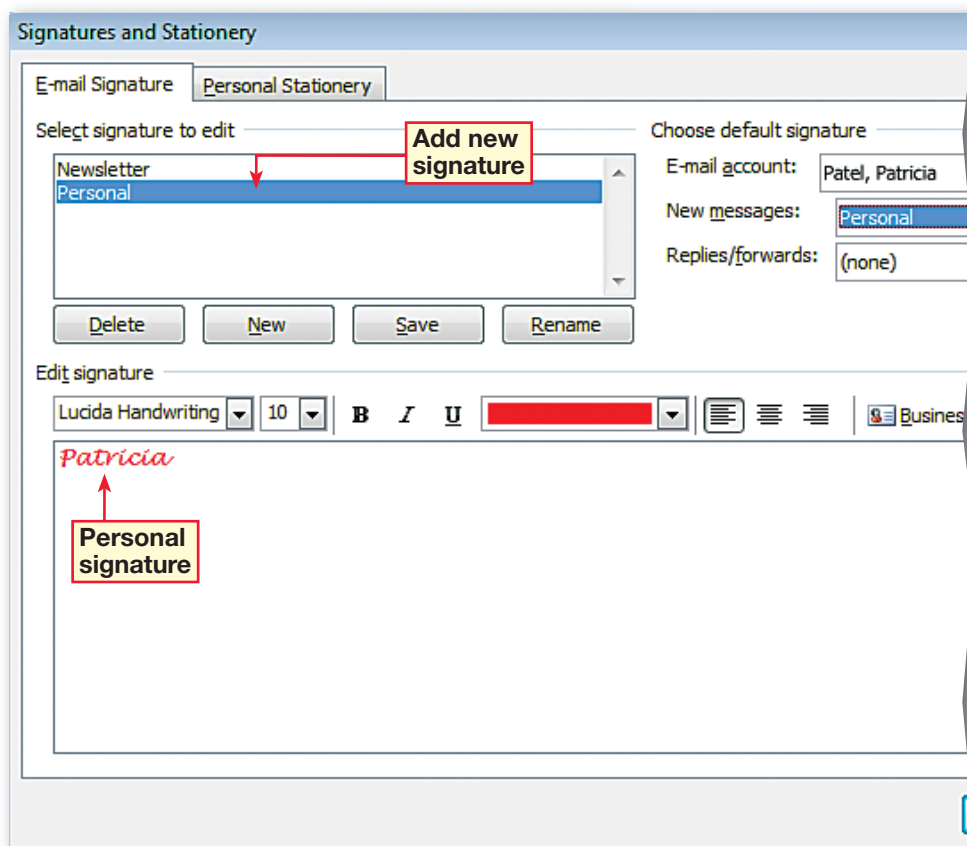 Signatures and Stationery
E-mail Signature
Personal Stationery
Select signature to edit
Add new
signature
Newsletter
Personal
Choose default signature
E-mail account:
Patel, Patricia
New messages:
Personal
Replies/forwards:
(none)
Delete
New
Save
Rename
Edit signature
Lucida Handwriting
10
B
I
U
Busines
Patricia
Personal
signature